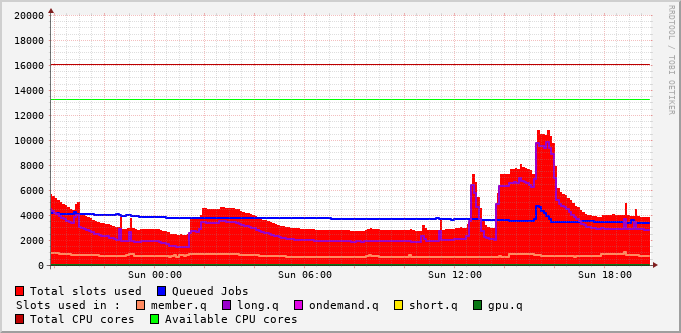 20000
18000
16000
14000
12000
10000
8000
6000
4000
2000
0
Sun 00:00 Sun 06:00 Sun 12:00 Sun 18:00
Total slots used Queued Jobs
Slots used in : member.q long.q ondemand.q short.q gpu.q
Total CPU cores Available CPU cores
RRDTOOL / TOBI OETIKER